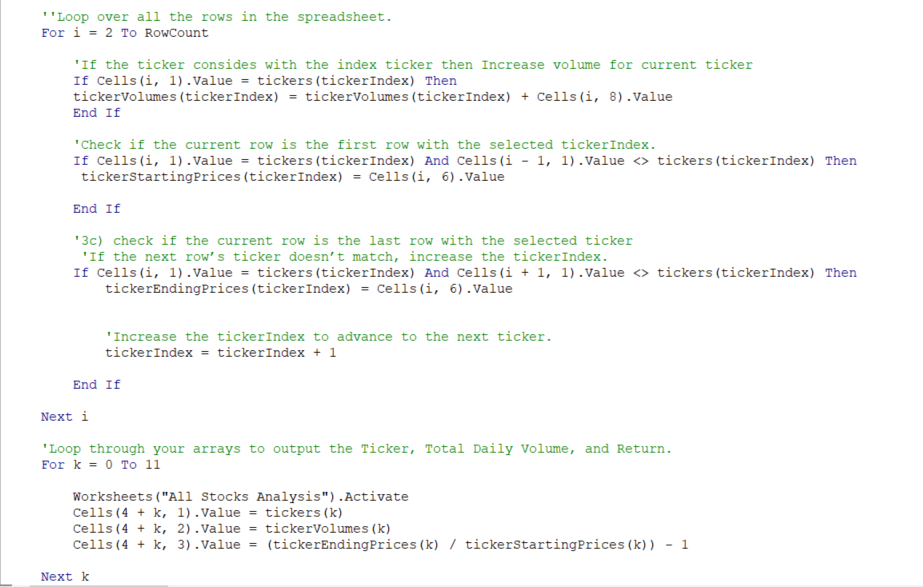 ''Loop over all the rows in the spreadsheet.
For i = 2 To RowCount
'If the ticker consides with the index ticker then Increase volume for current ticker
If Cells(i, 1).Value = tickers(tickerIndex) Then
tickerVolumes(tickerIndex) = tickerVolumes(tickerIndex) + Cells(i, 8).Value
End If
'Check if the current row is the first row with the selected tickerIndex.
If Cells(i, 1).Value = tickers(tickerIndex) And Cells(i - 1, 1).Value <> tickers(tickerIndex) Then
tickerStartingPrices(tickerIndex) = Cells(i, 6).Value
End If
'3c) check if the current row is the last row with the selected ticker
'If the next row’s ticker doesn’t match, increase the tickerIndex.
If Cells(i, 1).Value = tickers(tickerIndex) And Cells(i + 1, 1).Value <> tickers(tickerIndex) Then
tickerEndingPrices(tickerIndex) = Cells(i, 6).Value
'Increase the tickerIndex to advance to the next ticker.
tickerIndex = tickerIndex + 1
End If
Next i
'Loop through your arrays to output the Ticker, Total Daily Volume, and Return.
For k = 0 To 11
Worksheets("All Stocks Analysis").Activate
Cells(4 + k, 1).Value = tickers(k)
Cells(4 + k, 2).Value = tickerVolumes(k)
Cells(4 + k, 3).Value = (tickerEndingPrices(k) / tickerStartingPrices(k)) - 1
Next k